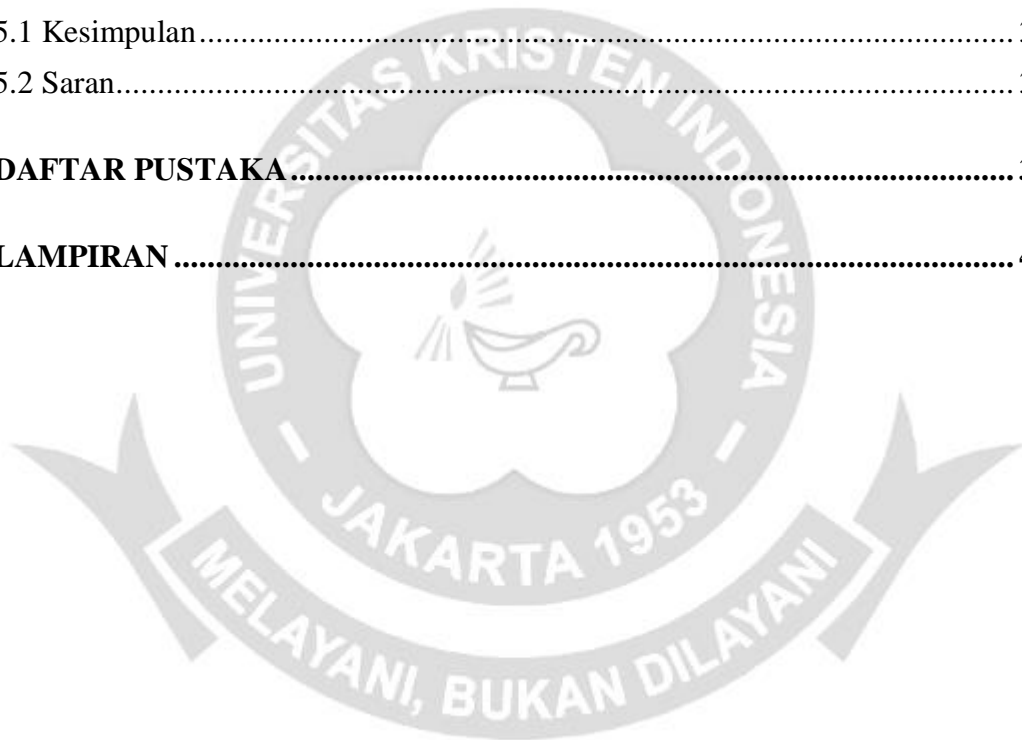 5.1 Kesimpulan........................................................................................................
5.2 Saran..................................................................................................................
DAFTAR PUSTAKA............................................................................................
LAMPIRAN...........................................................................................................
UNIVERSITAS KRISTEN INDONESIA
- JAKARTA 1953 -
MELAYANI, BUKAN DILAYANI